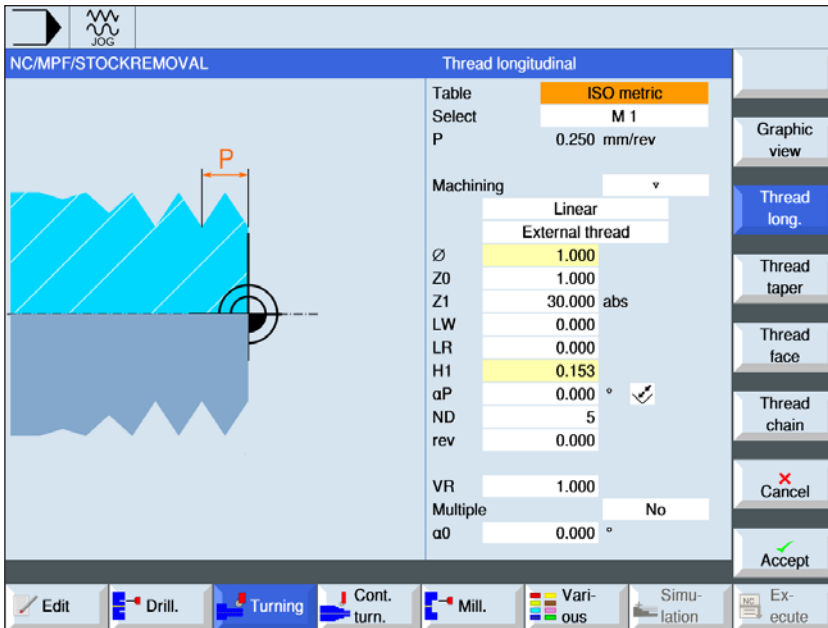 JOG
NC/MPF/STOCKREMOVAL
Thread longitudinal
Table ISO metric
Select M 1
P 0.250 mm/rev
P
Machining ▿
Linear
External thread
Ø 1.000
Z0 1.000
Z1 30.000 abs
LW 0.000
LR 0.000
H1 0.153
αP 0.000 °
ND 5
rev 0.000
VR 1.000
Multiple No
α0 0.000 °
Graphic
view
Thread
long.
Thread
taper
Thread
face
Thread
chain
Cancel
Accept
Edit
Drill.
Turning
Cont.
turn.
Mill.
Vari-
ous
Simu-
lation
NC
Ex-
ecute